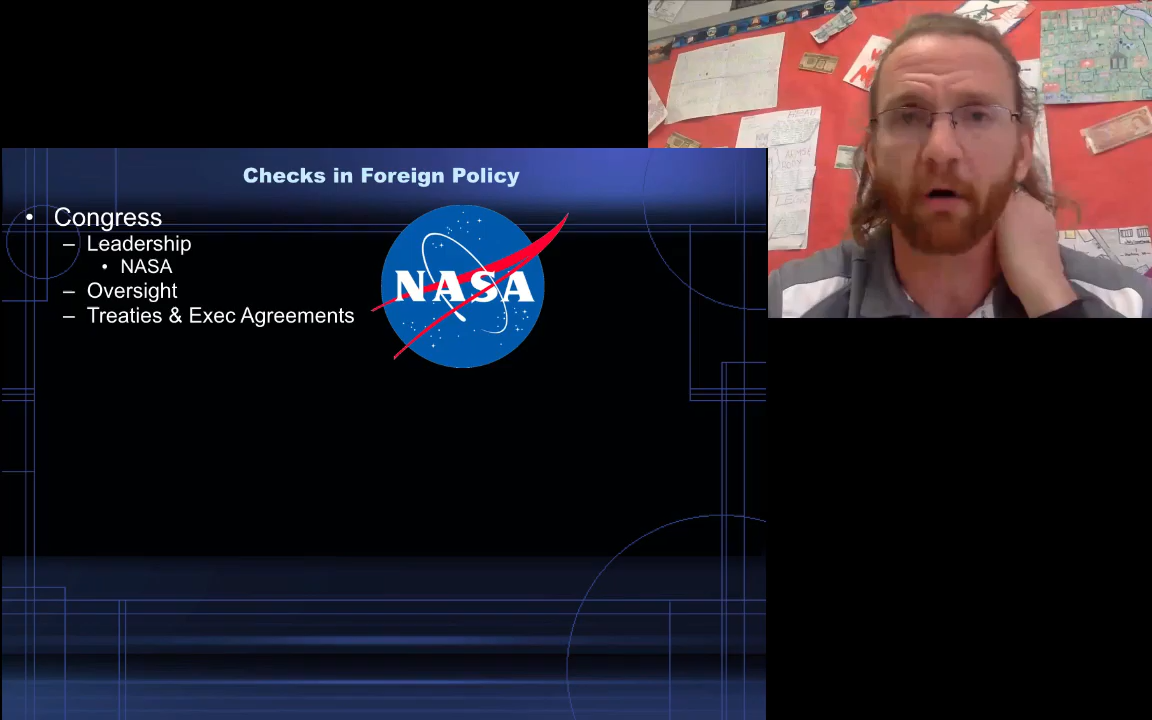 Checks in Foreign Policy
• Congress
– Leadership
• NASA
– Oversight
– Treaties & Exec Agreements
NASA